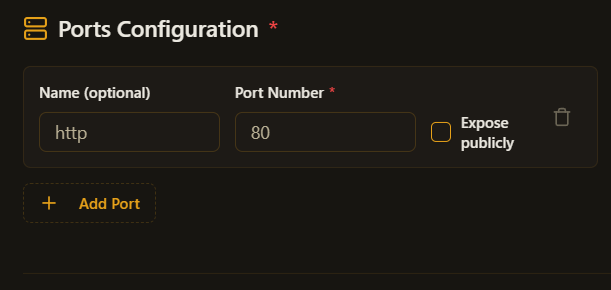 Ports Configuration *
Name (optional)
Port Number *
http
80
Expose
publicly
+ Add Port